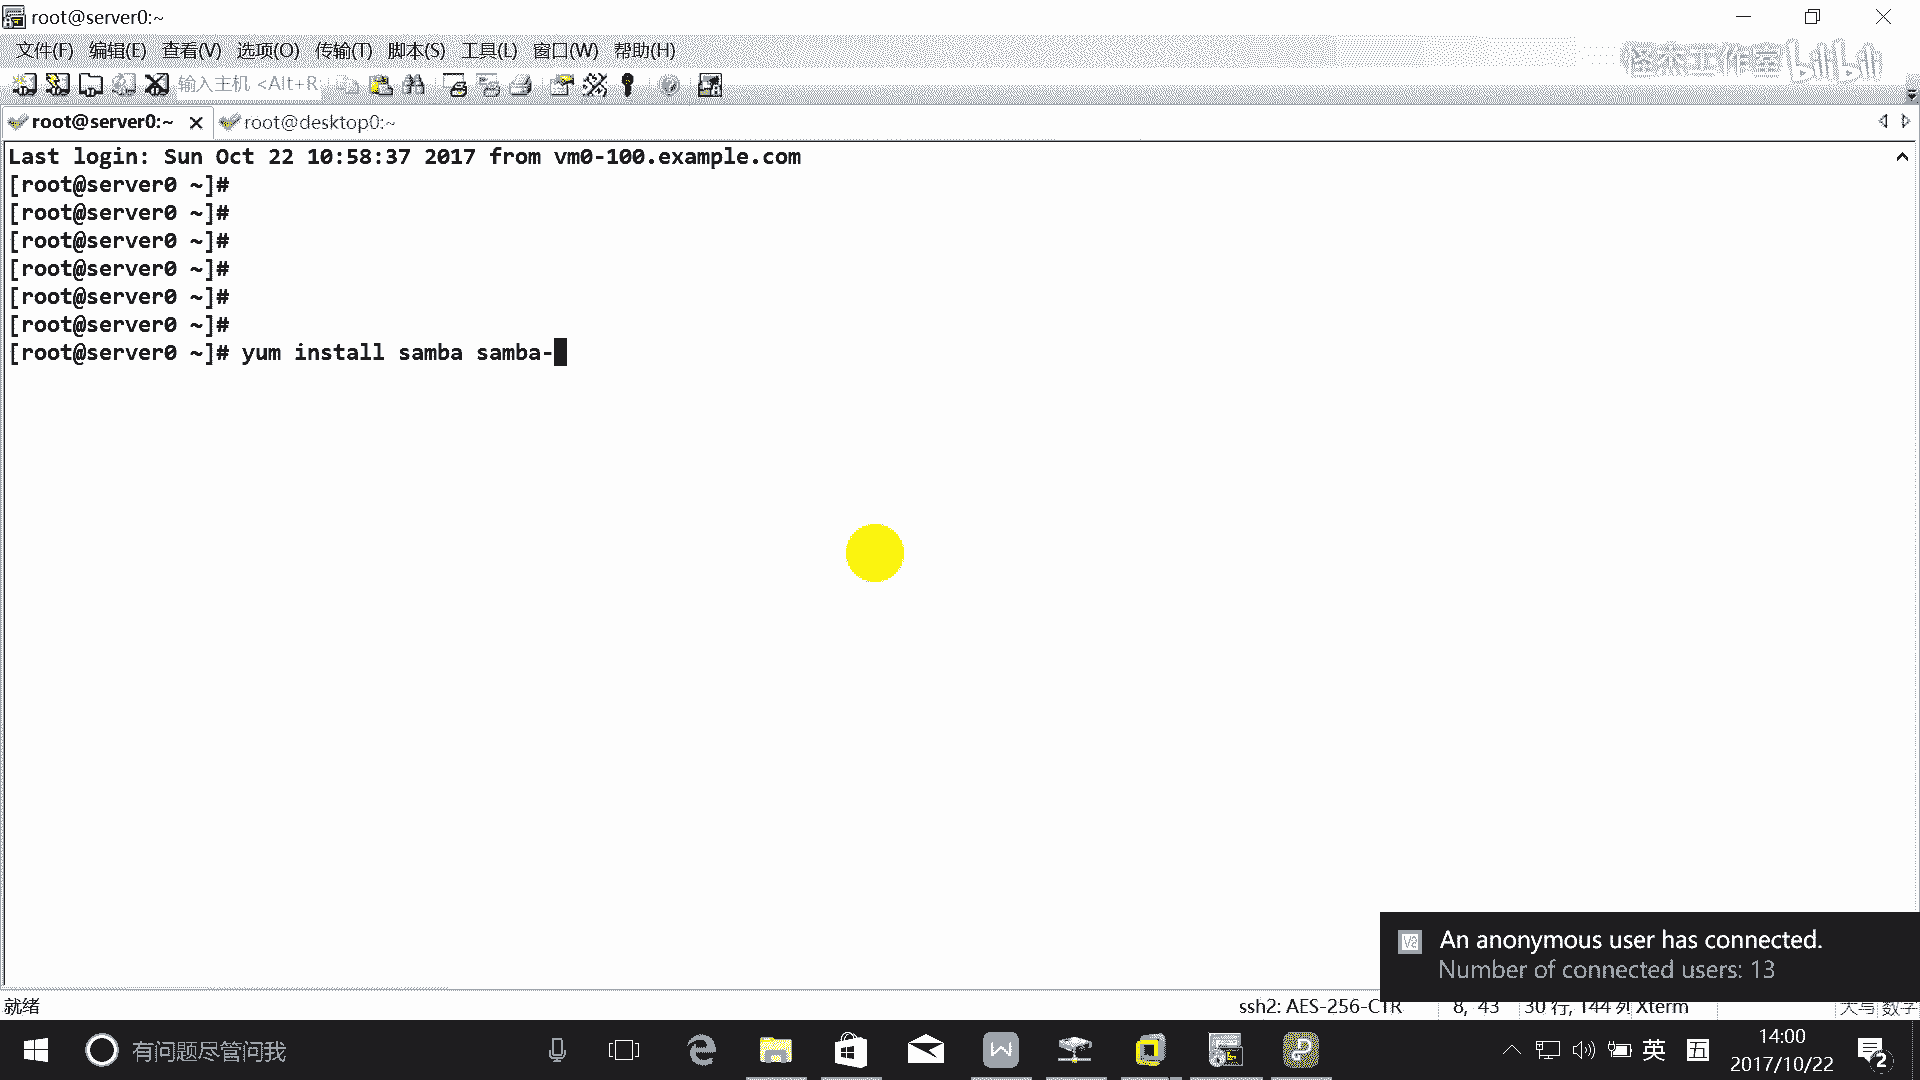 root@server0:~
文件(F) 编辑(E) 查看(V) 选项(O) 传输(T) 脚本(S) 工具(L) 窗口(W) 帮助(H)
怪杰工作室 bilibili
输入主机 <Alt+R
root@server0:~ root@desktop0:~
Last login: Sun Oct 22 10:58:37 2017 from vm0-100.example.com
[root@server0 ~]#
[root@server0 ~]#
[root@server0 ~]#
[root@server0 ~]#
[root@server0 ~]#
[root@server0 ~]#
[root@server0 ~]# yum install samba samba-
An anonymous user has connected.
Number of connected users: 13
就绪 ssh2: AES-256-CTR 8, 43 30 行, 144 列 Xterm 大写 数字
有问题尽管问我 英 五 14:00
2017/10/22 2